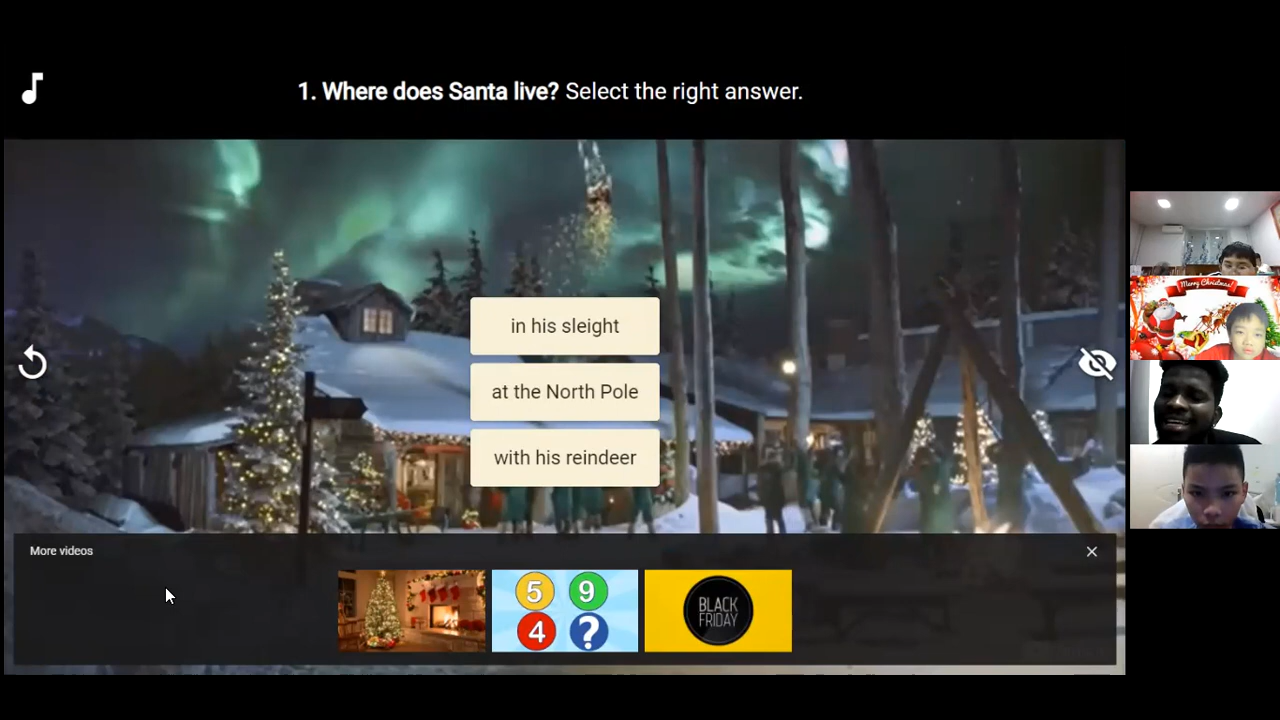 1. Where does Santa live? Select the right answer.
in his sleight
at the North Pole
with his reindeer
More videos
5
9
4
?
BLACK
FRIDAY
Merry Christmas!